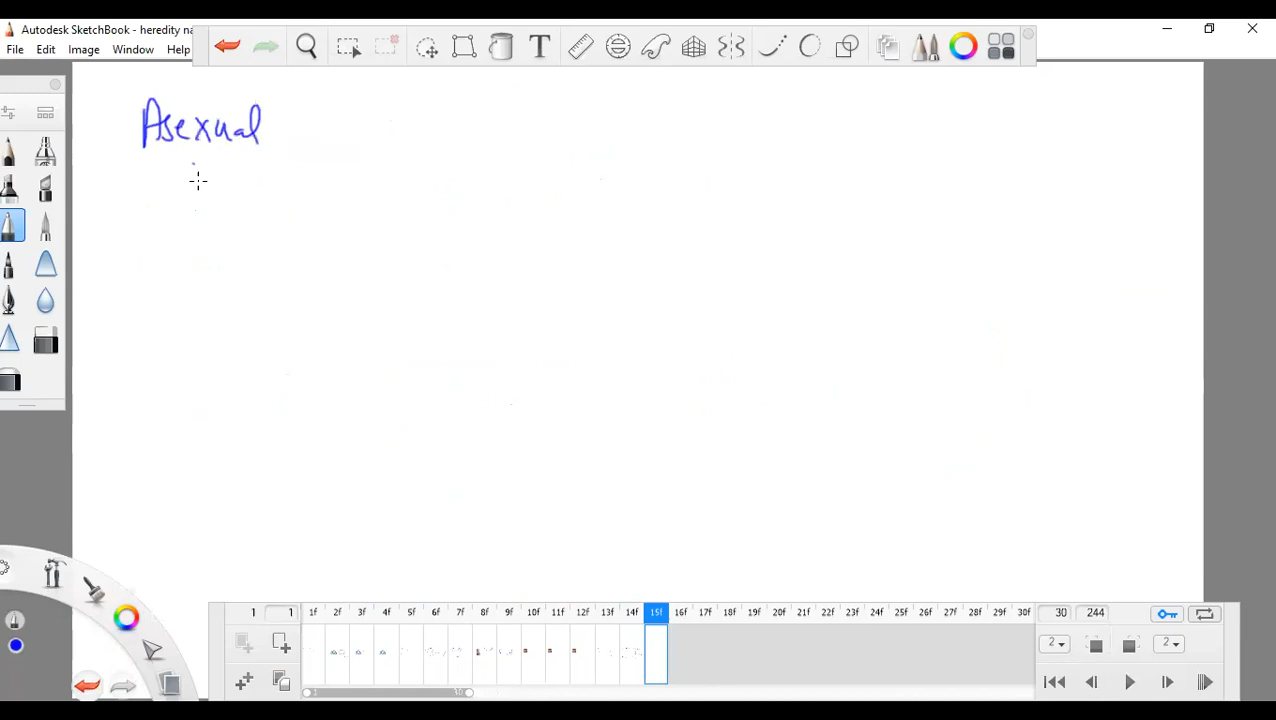 Autodesk SketchBook - heredity na
File Edit Image Window Help
T
Asexual
1 1 1f 2f 3f 4f 5f 6f 7f 8f 9f 10f 11f 12f 13f 14f 15f 16f 17f 18f 19f 20f 21f 22f 23f 24f 25f 26f 27f 28f 29f 30f 30 244
2 2
1 30